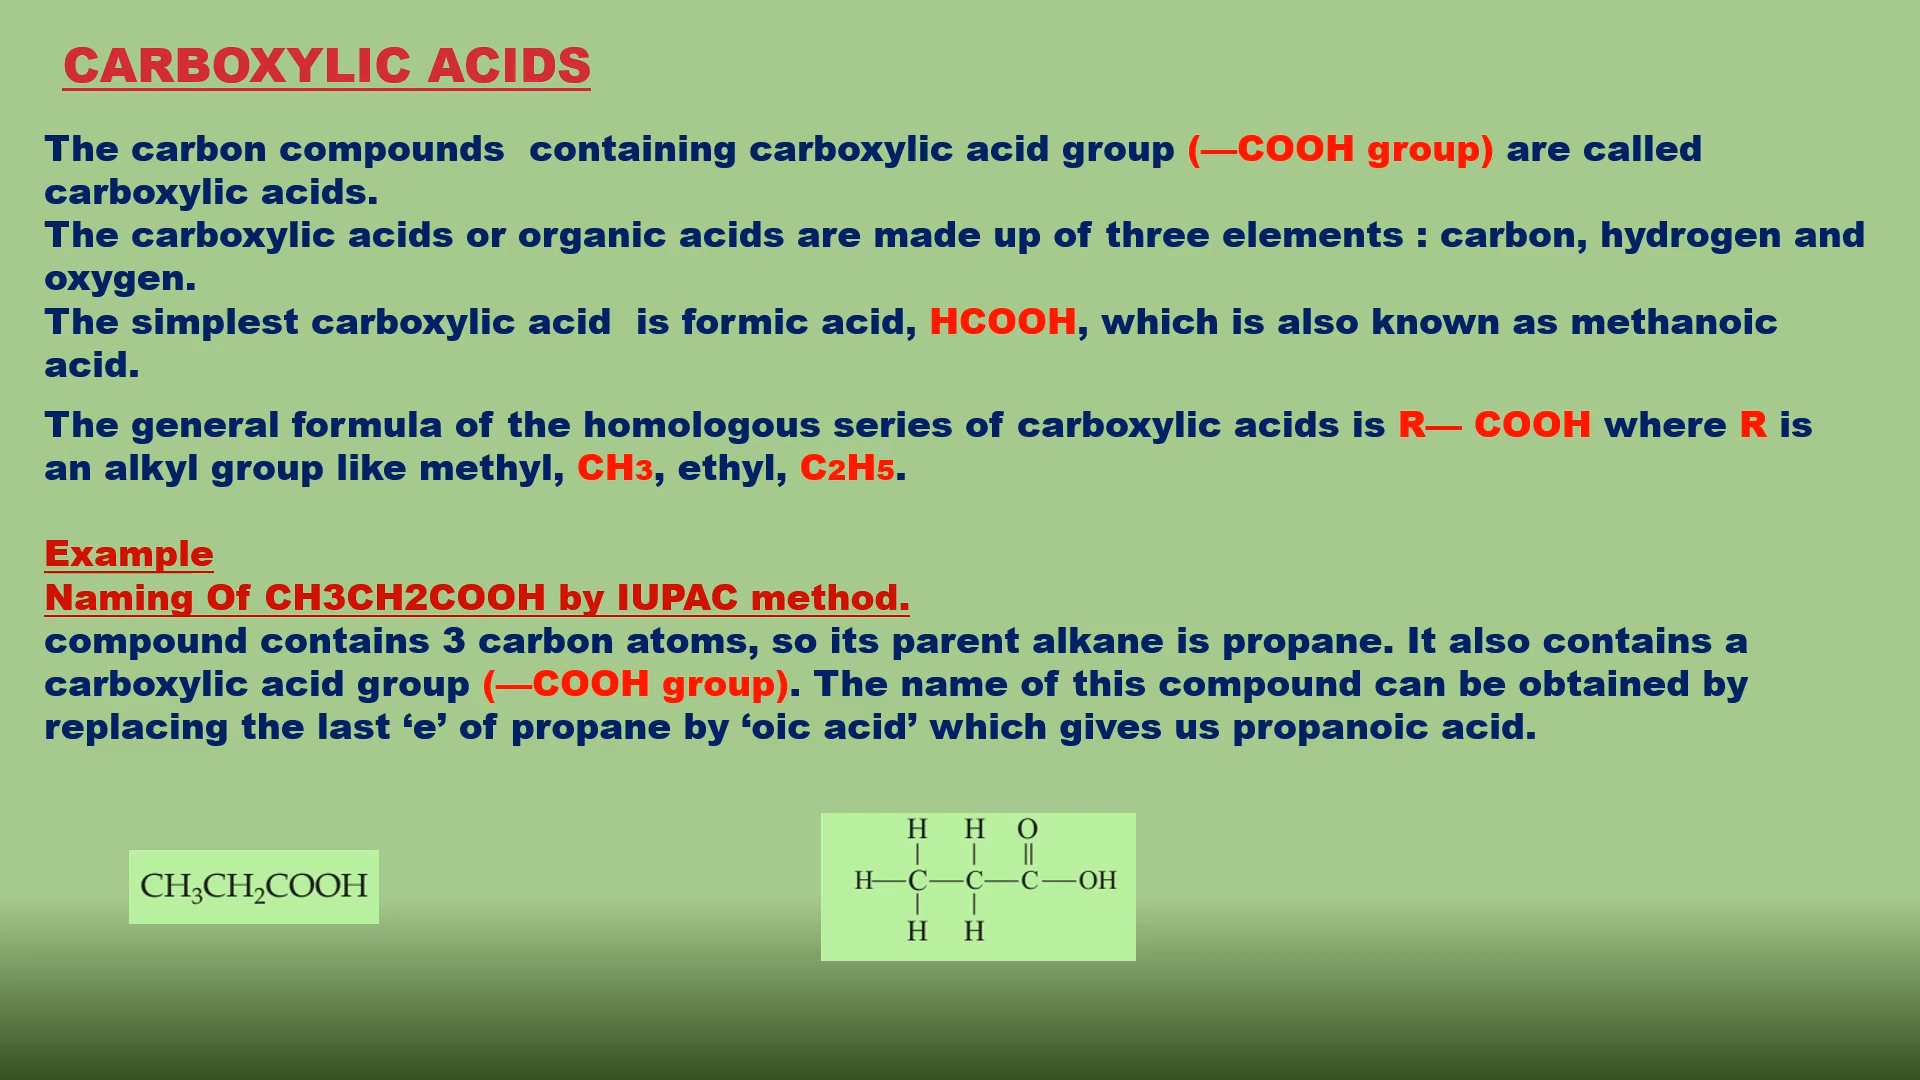 CARBOXYLIC ACIDS
The carbon compounds  containing carboxylic acid group (—COOH group) are called
carboxylic acids.
The carboxylic acids or organic acids are made up of three elements : carbon, hydrogen and
oxygen.
The simplest carboxylic acid  is formic acid, HCOOH, which is also known as methanoic
acid.
The general formula of the homologous series of carboxylic acids is R— COOH where R is
an alkyl group like methyl, CH3, ethyl, C2H5.
Example
Naming Of CH3CH2COOH by IUPAC method.
compound contains 3 carbon atoms, so its parent alkane is propane. It also contains a
carboxylic acid group (—COOH group). The name of this compound can be obtained by
replacing the last ‘e’ of propane by ‘oic acid’ which gives us propanoic acid.
CH₃CH₂COOH
H H O
H—C—C—C—OH
H H